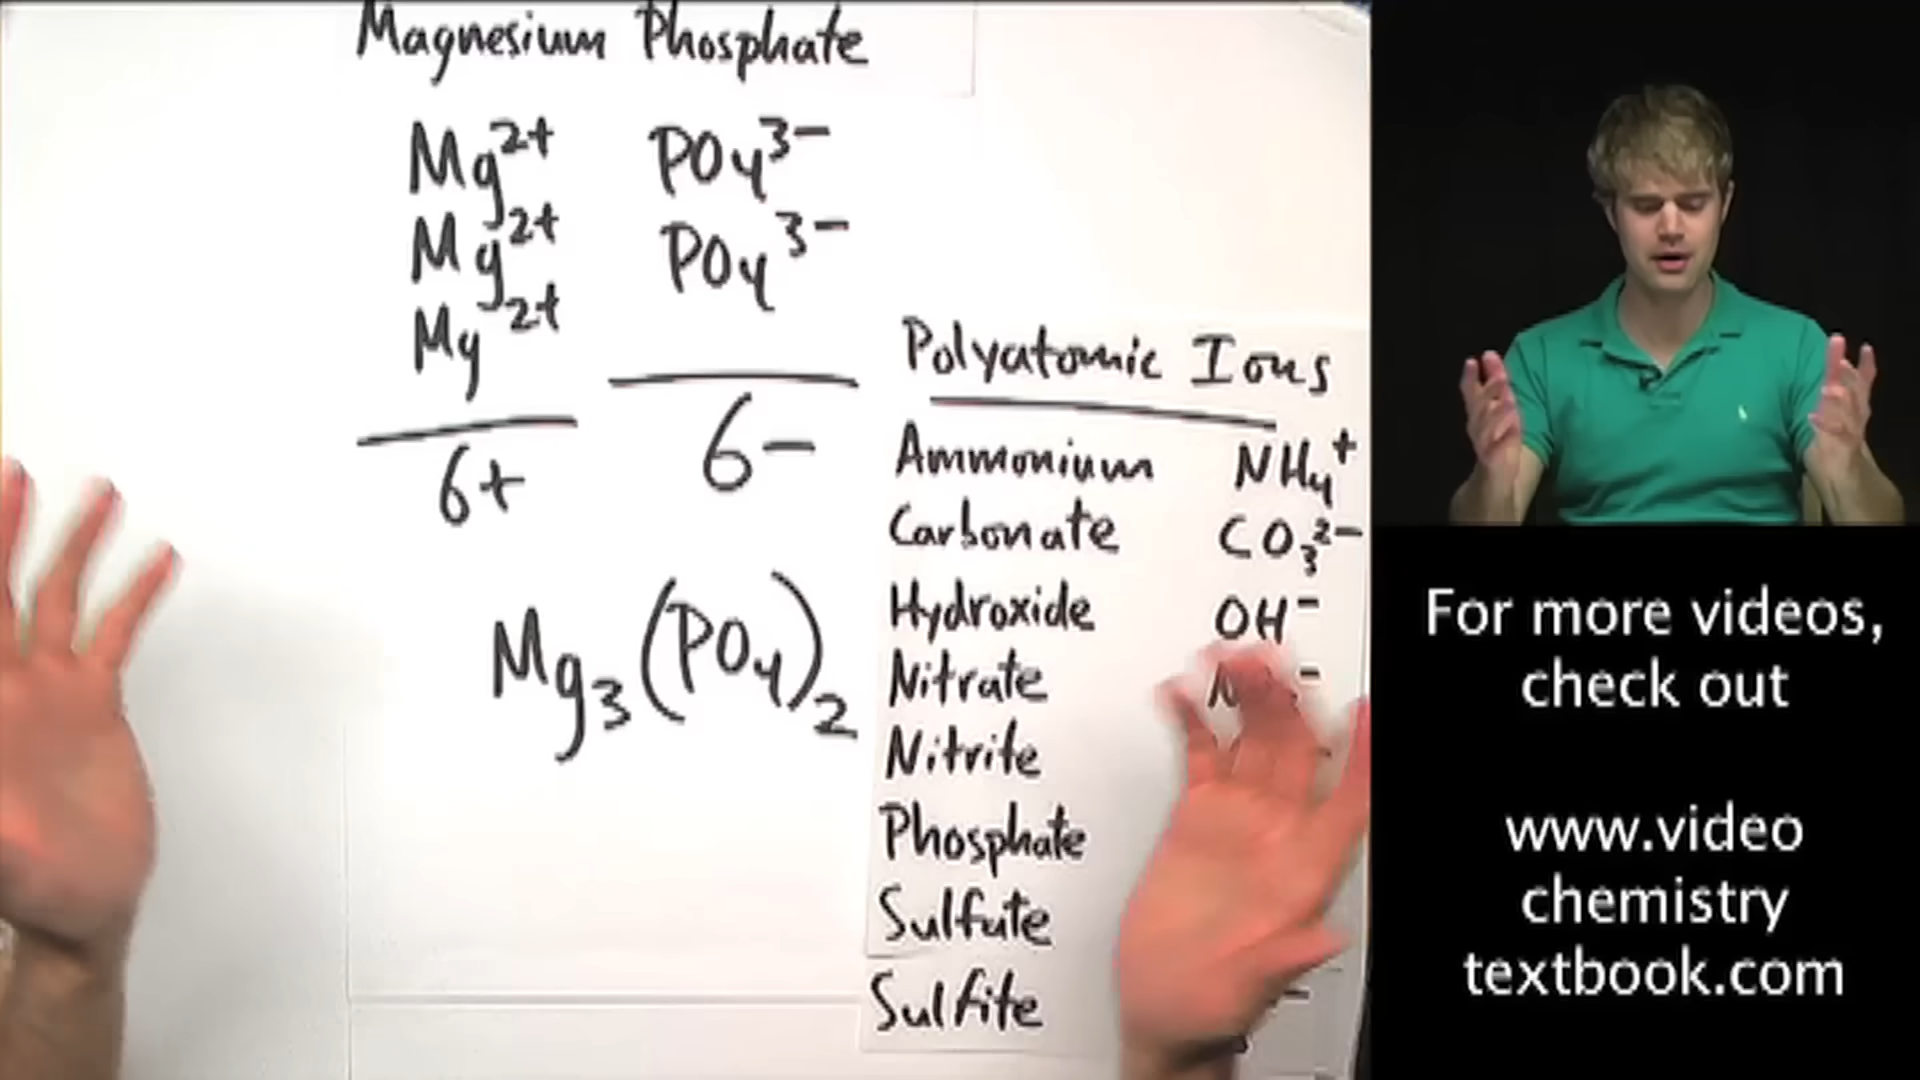 Magnesium Phosphate
Mg²⁺ PO₄³⁻
Mg²⁺ PO₄³⁻
Mg²⁺
6+ 6-
Mg₃(PO₄)₂
Polyatomic Ions
Ammonium NH₄⁺
Carbonate CO₃²⁻
Hydroxide OH⁻
Nitrate
Nitrite
Phosphate
Sulfate
Sulfite
For more videos,
check out
www.video
chemistry
textbook.com